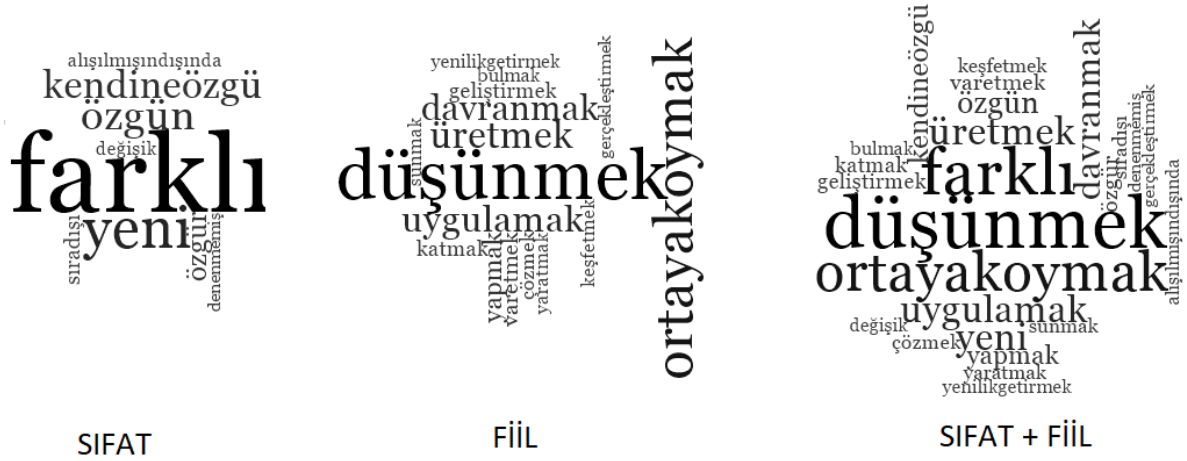 alışılmışındışında
kendineözgü
özgün
değişik
farklı
yeni
sıradışı
özgür
denenmemiş
SIFAT
yenilikgetirmek
bulmak
geliştirmek
gerçekleştirmek
davranmak
üretmek
sunmak
düşünmek
ortayakoymak
uygulamak
katmak
yapmak
varetmek
çözmek
yaratmak
keşfetmek
FİİL
kendineözgü
keşfetmek
varetmek
özgün
davranmak
üretmek
bulmak
katmak
geliştirmek
farklı
özgür
sıradışı
denenmemiş
gerçekleştirmek
alışılmışındışında
düşünmek
ortayakoymak
uygulamak
değişik
sunmak
çözmek
yeni
yapmak
yaratmak
yenilikgetirmek
SIFAT + FİİL